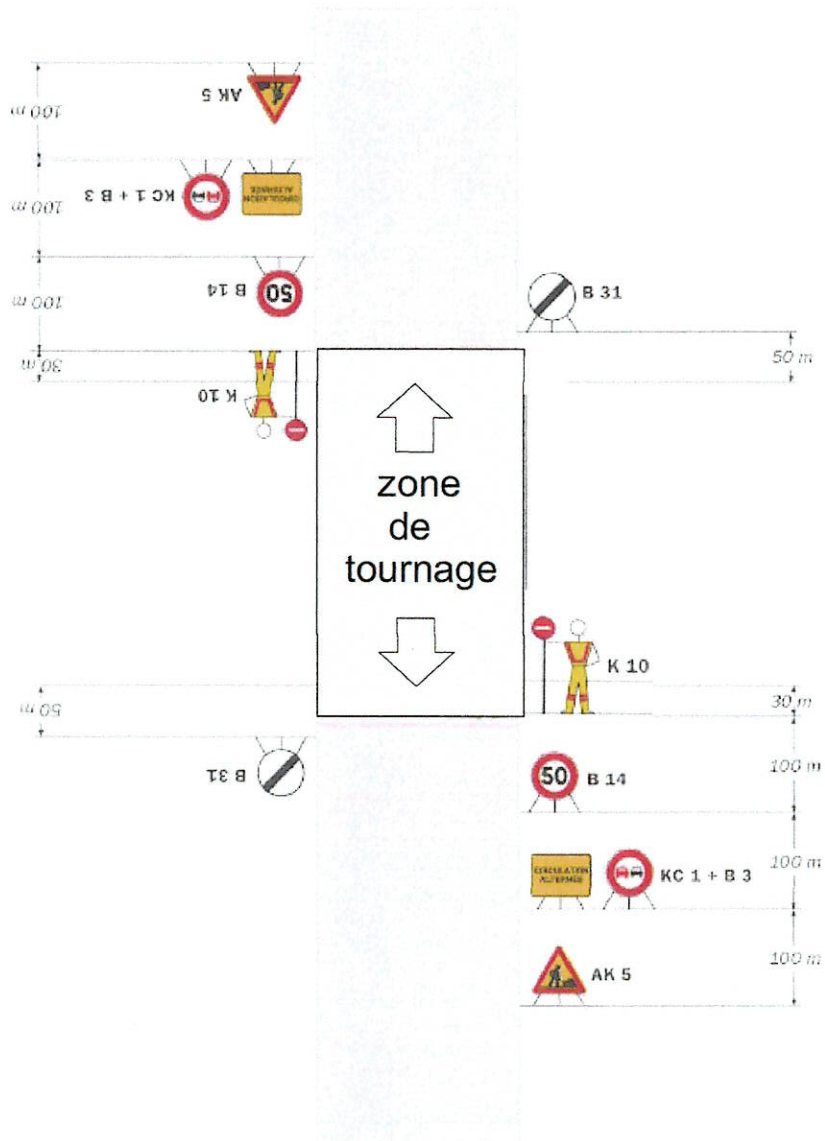 AK 5
100 m
KC 1 + B 3
CIRCULATION
ALTERNÉE
100 m
B 14
50
100 m
B 31
50 m
30 m
K 10
zone
de
tournage
K 10
30 m
50 m
B 31
50
B 14
100 m
CIRCULATION
ALTERNÉE
KC 1 + B 3
100 m
AK 5
100 m